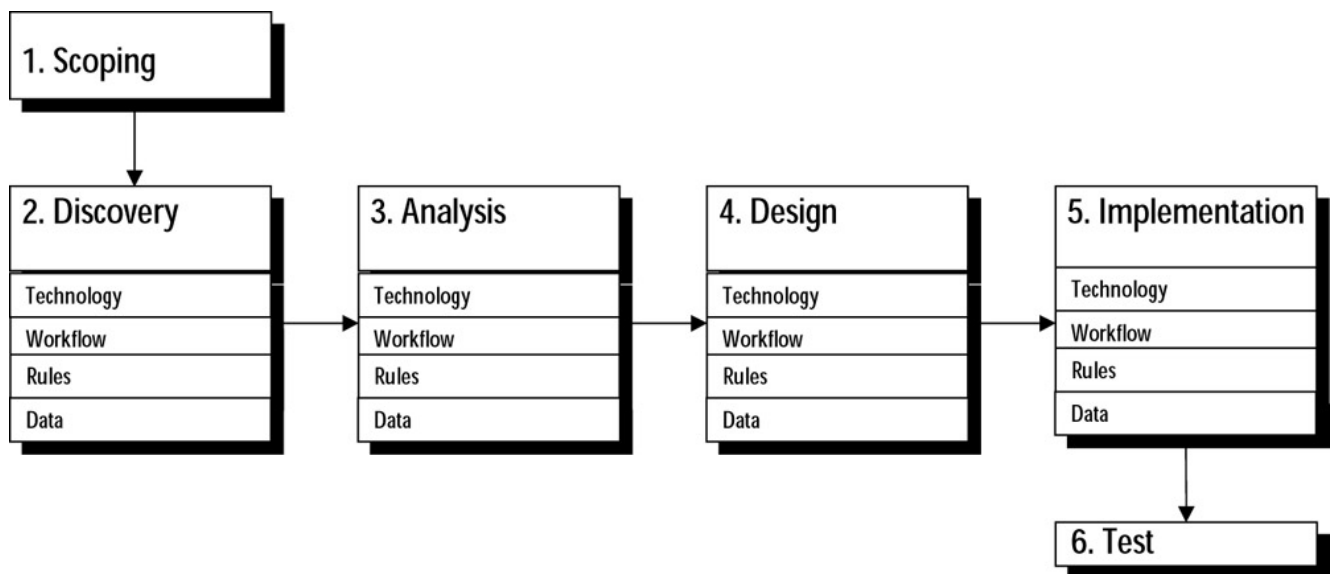 1. Scoping
2. Discovery
Technology
Workflow
Rules
Data
3. Analysis
Technology
Workflow
Rules
Data
4. Design
Technology
Workflow
Rules
Data
5. Implementation
Technology
Workflow
Rules
Data
6. Test